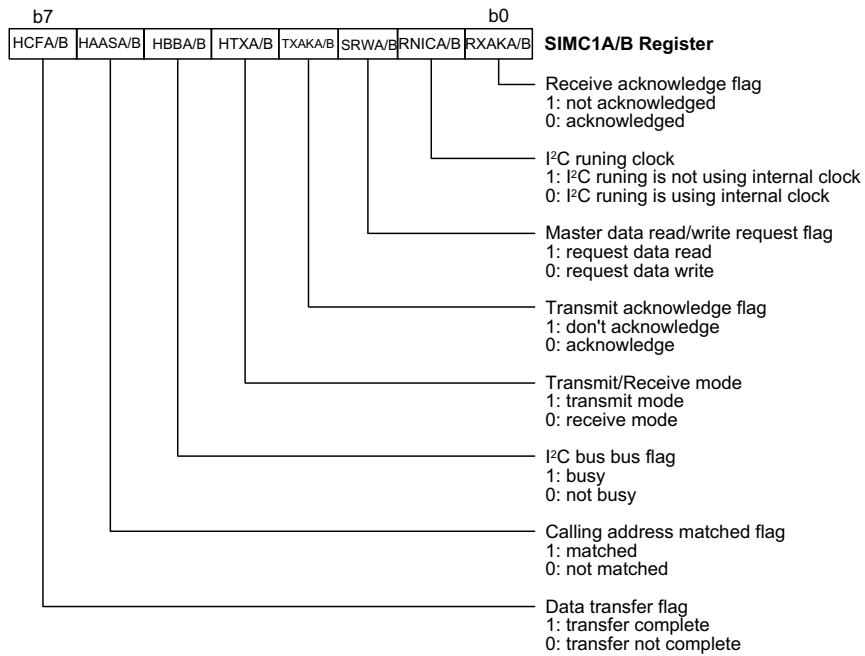 b7 b0
HCFA/B HAASA/B HBBA/B HTXA/B TXAKA/B SRWA/B RNICA/B RXAKA/B SIMC1A/B Register
Receive acknowledge flag
1: not acknowledged
0: acknowledged
I²C runing clock
1: I²C runing is not using internal clock
0: I²C runing is using internal clock
Master data read/write request flag
1: request data read
0: request data write
Transmit acknowledge flag
1: don't acknowledge
0: acknowledge
Transmit/Receive mode
1: transmit mode
0: receive mode
I²C bus bus flag
1: busy
0: not busy
Calling address matched flag
1: matched
0: not matched
Data transfer flag
1: transfer complete
0: transfer not complete